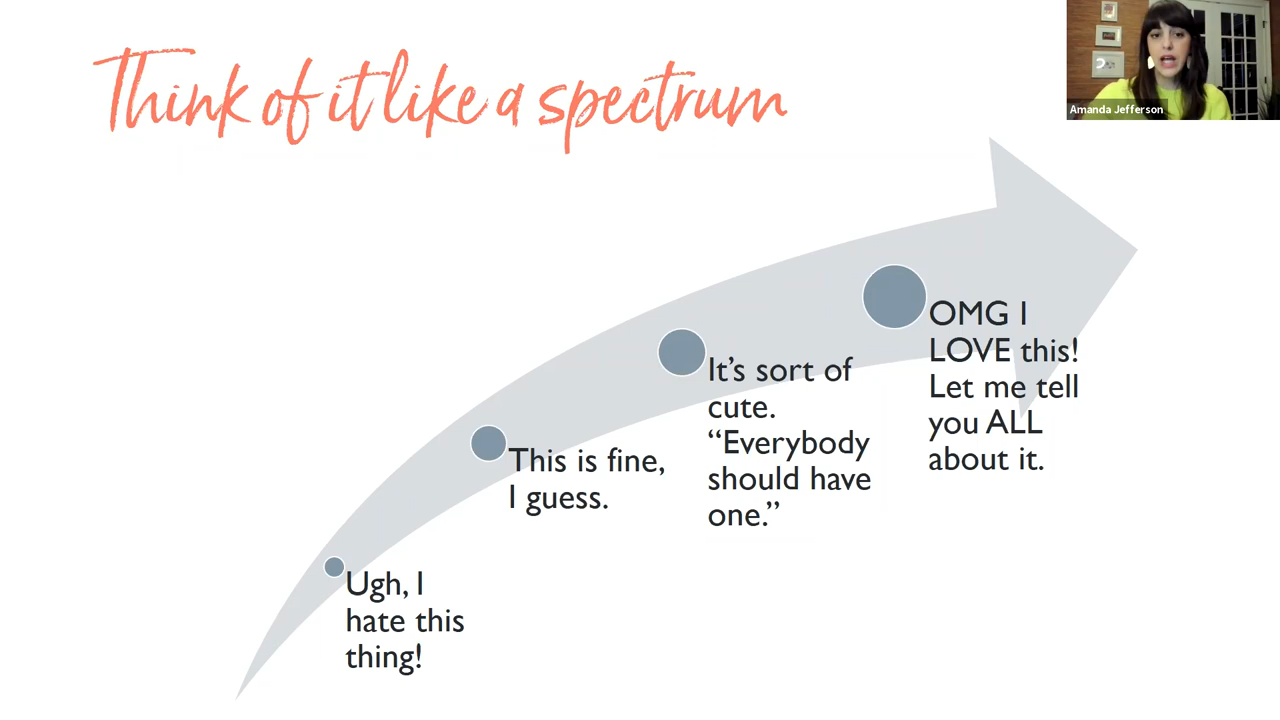 Think of it like a spectrum
Amanda Jefferson
OMG I
LOVE this!
Let me tell
you ALL
about it.
It’s sort of
cute.
“Everybody
should have
one.”
This is fine,
I guess.
Ugh, I
hate this
thing!